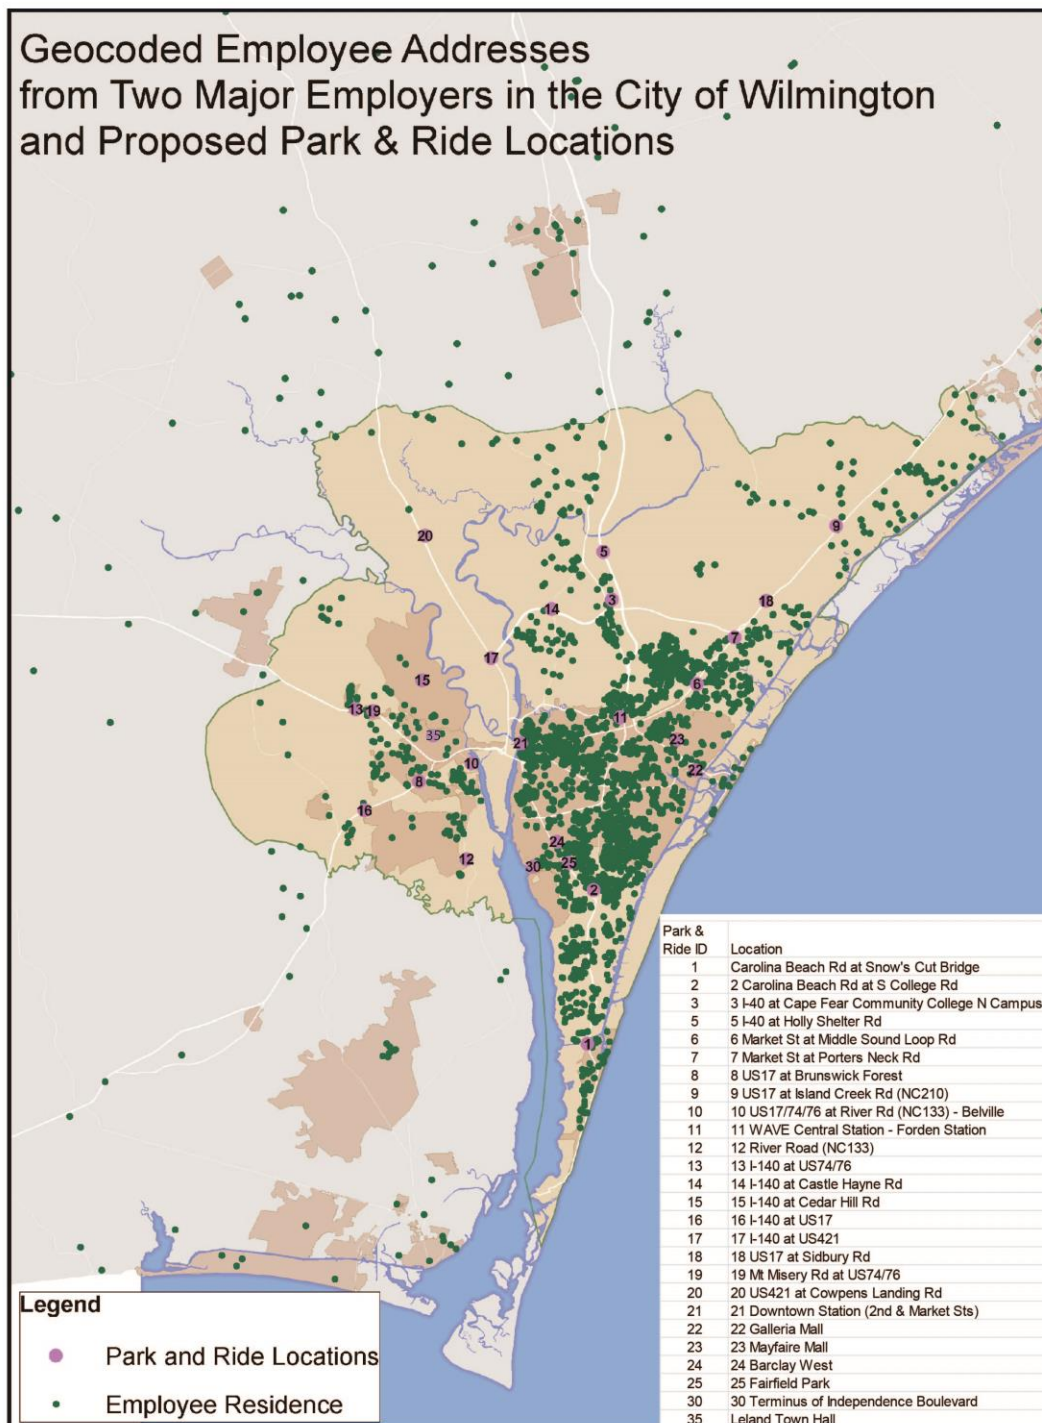 Geocoded Employee Addresses
from Two Major Employers in the City of Wilmington
and Proposed Park & Ride Locations
20
5
9
3
14
18
7
17
15
6
13
19
11
35
23
21
10
22
8
16
24
12
30
25
2
1
Park &
Ride ID Location
1 Carolina Beach Rd at Snow's Cut Bridge
2 2 Carolina Beach Rd at S College Rd
3 3 I-40 at Cape Fear Community College N Campus
5 5 I-40 at Holly Shelter Rd
6 6 Market St at Middle Sound Loop Rd
7 7 Market St at Porters Neck Rd
8 8 US17 at Brunswick Forest
9 9 US17 at Island Creek Rd (NC210)
10 10 US17/74/76 at River Rd (NC133) - Belville
11 11 WAVE Central Station - Forden Station
12 12 River Road (NC133)
13 13 I-140 at US74/76
14 14 I-140 at Castle Hayne Rd
15 15 I-140 at Cedar Hill Rd
16 16 I-140 at US17
17 17 I-140 at US421
18 18 US17 at Sidbury Rd
19 19 Mt Misery Rd at US74/76
20 20 US421 at Cowpens Landing Rd
21 21 Downtown Station (2nd & Market Sts)
22 22 Galleria Mall
23 23 Mayfaire Mall
24 24 Barclay West
25 25 Fairfield Park
30 30 Terminus of Independence Boulevard
35 Leland Town Hall
Legend
Park and Ride Locations
Employee Residence